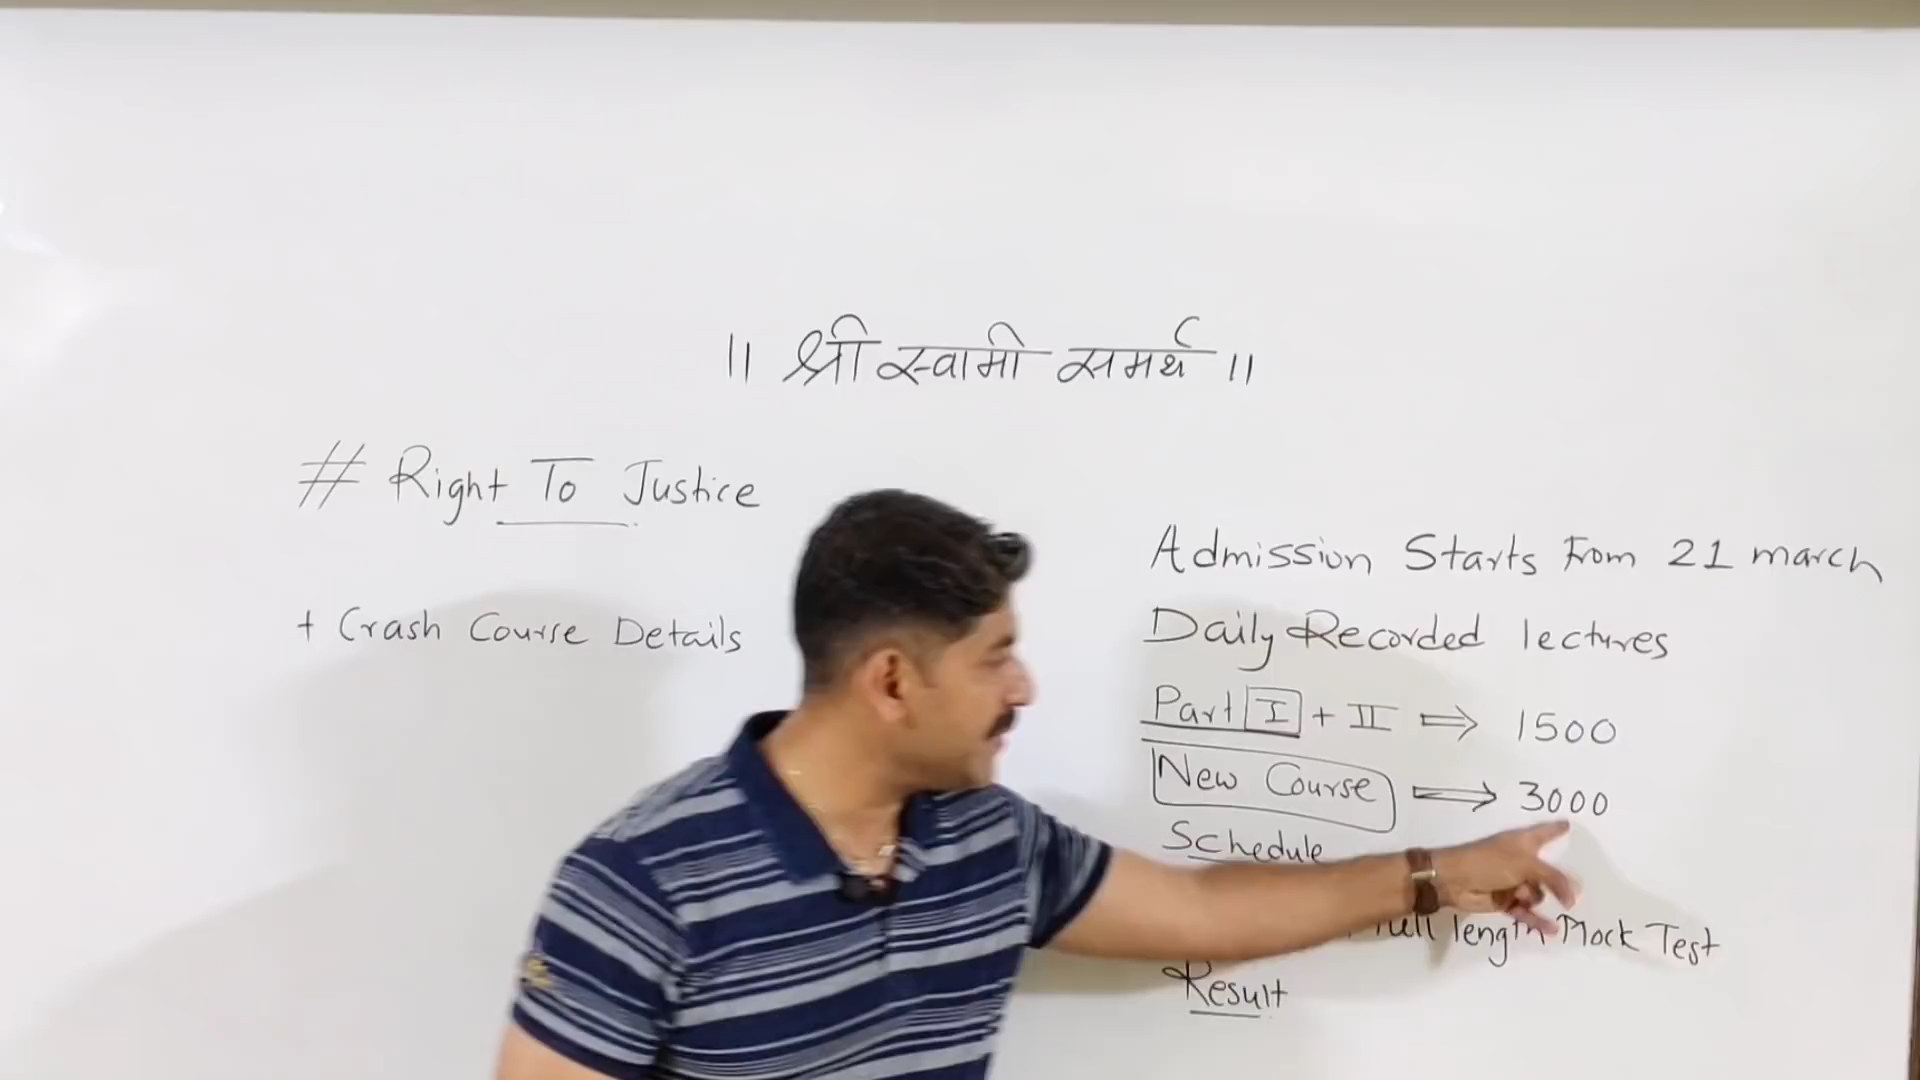 ॥ श्री स्वामी समर्थ ॥
# Right To Justice
+ Crash Course Details
Admission Starts From 21 march
Daily Recorded lectures
Part I + II ⇒ 1500
New Course ⇒ 3000
Schedule
Full length Mock Test
Result